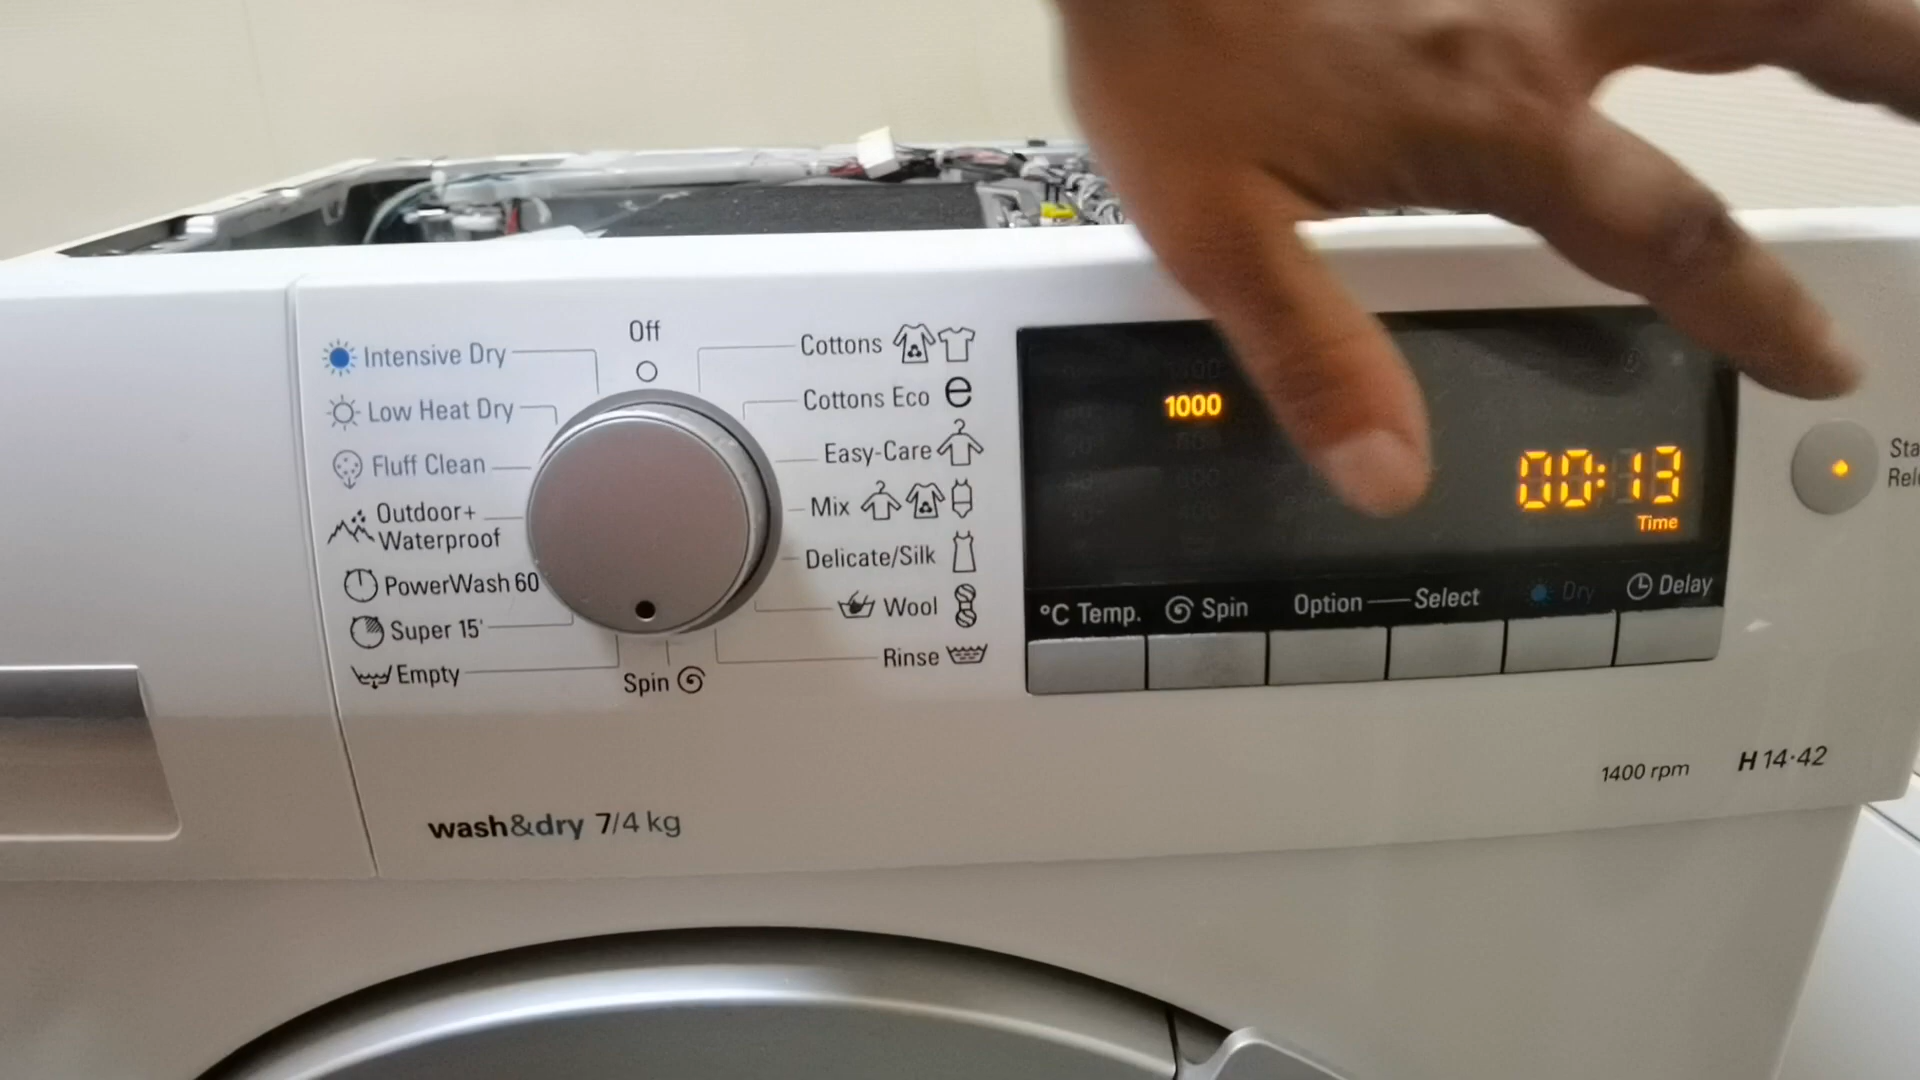 Off
Intensive Dry
Low Heat Dry
Fluff Clean
Outdoor+
Waterproof
PowerWash 60
Super 15'
Empty
Spin
Cottons
Cottons Eco e
Easy-Care
Mix
Delicate/Silk
Wool
Rinse
1000
00:13
Time
°C Temp.
Spin
Option
Select
Dry
Delay
1400 rpm
H 14·42
wash&dry 7/4 kg